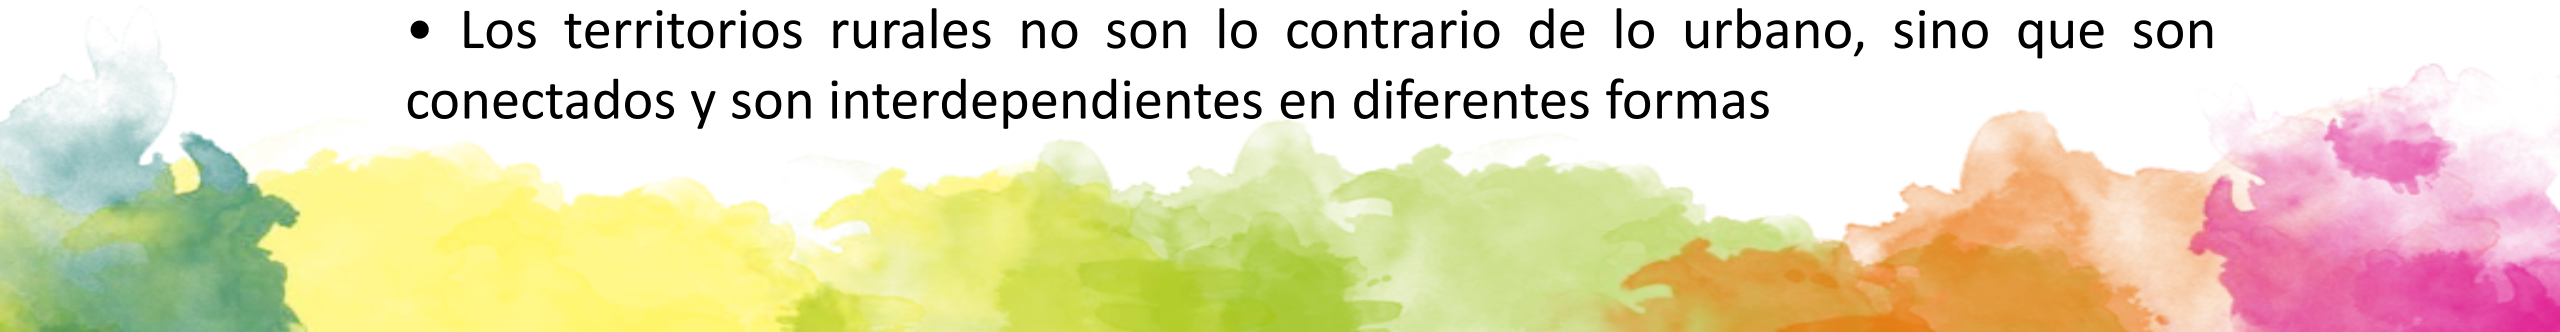 • Los territorios rurales no son lo contrario de lo urbano, sino que son
conectados y son interdependientes en diferentes formas